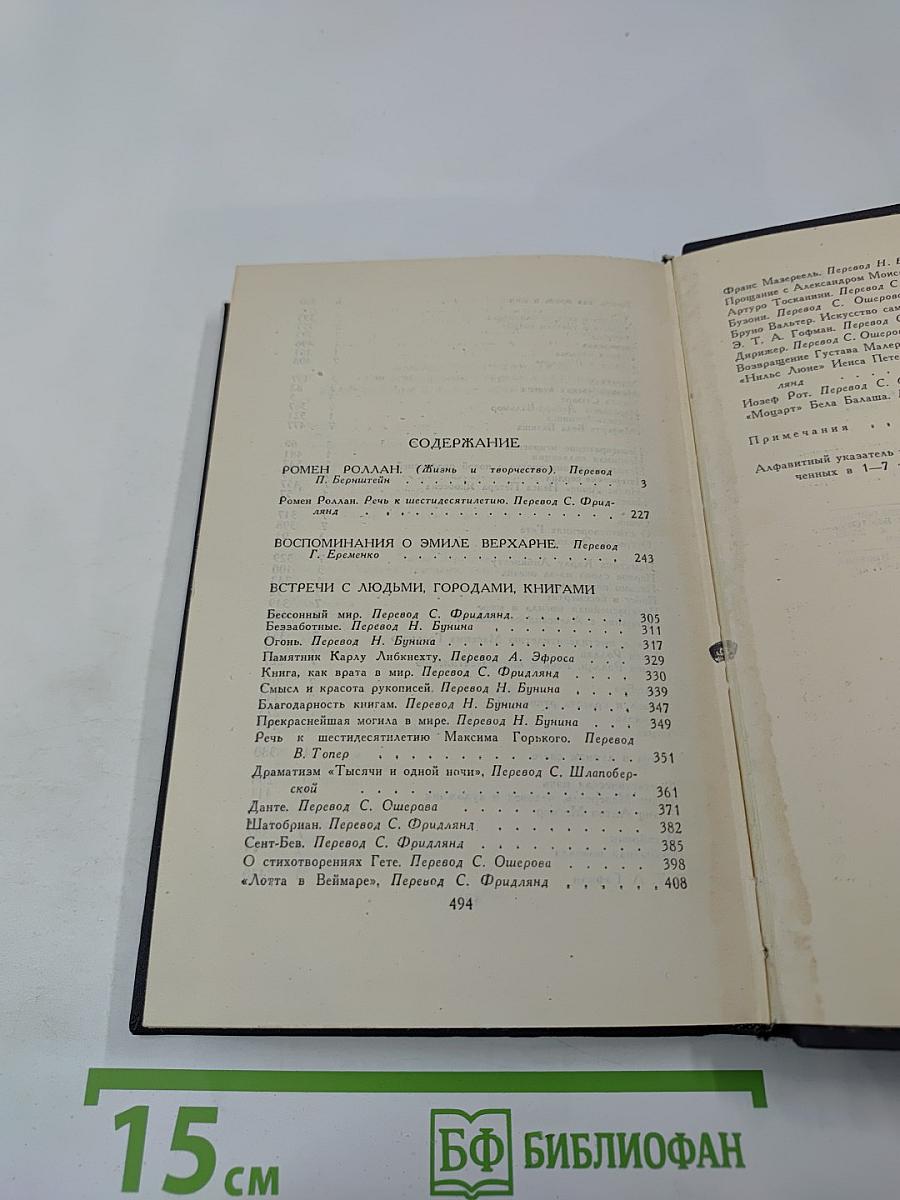 СОДЕРЖАНИЕ
РОМЕН РОЛЛАН. (Жизнь и творчество). Перевод
П. Бернштейн . . . . . . . . . . . . . . . 3
Ромен Роллан. Речь к шестидесятилетию. Перевод С. Фрид-
лянд . . . . . . . . . . . . . . . . . 227
ВОСПОМИНАНИЯ О ЭМИЛЕ ВЕРХАРНЕ. Перевод
Г. Еременко . . . . . . . . . . . . . . . 243
ВСТРЕЧИ С ЛЮДЬМИ, ГОРОДАМИ, КНИГАМИ
Бессонный мир. Перевод С. Фридлянд. . . . . . . . 305
Беззаботные. Перевод Н. Бунина . . . . . . . . . 311
Огонь. Перевод Н. Бунина . . . . . . . . . . . 317
Памятник Карлу Либкнехту. Перевод А. Эфроса . . . 329
Книга, как врата в мир. Перевод С. Фридлянд . . . . 330
Смысл и красота рукописей. Перевод Н. Бунина . . . . 339
Благодарность книгам. Перевод Н. Бунина . . . . . . 347
Прекраснейшая могила в мире. Перевод Н. Бунина . . . 349
Речь к шестидесятилетию Максима Горького. Перевод
В. Топер . . . . . . . . . . . . . . . . 351
Драматизм «Тысячи и одной ночи», Перевод С. Шлапобер-
ской . . . . . . . . . . . . . . . . . 361
Данте. Перевод С. Ошерова . . . . . . . . . . . 371
Шатобриан. Перевод С. Фридлянд . . . . . . . . . 382
Сент-Бев. Перевод С. Фридлянд . . . . . . . . . . 385
О стихотворениях Гете. Перевод С. Ошерова . . . . . 398
«Лотта в Веймаре», Перевод С. Фридлянд . . . . . . 408
494
Франс Мазереель. Перевод Н.
Прощание с Александром
Артуро Тосканини. Перевод С.
Бузони. Перевод С. Ошерова
Бруно Вальтер. Искусство
Э. Т. А. Гофман. Перевод
Дирижер. Перевод С.
Возвращение Густава
«Нильс Люне» Иенса
лянд . . . .
Иозеф Рот. Перевод С.
«Моцарт» Бела Балаша.
Примечания . .
Алфавитный указатель
ченных в 1—7
15 см
БФ БИБЛИОФАН